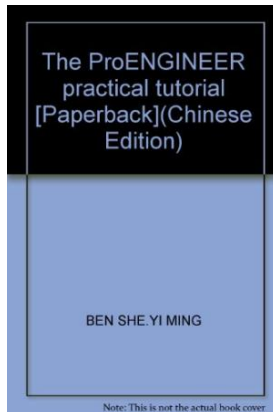 The ProENGINEER
practical tutorial
[Paperback](Chinese
Edition)
BEN SHE.YI MING
Note: This is not the actual book cover